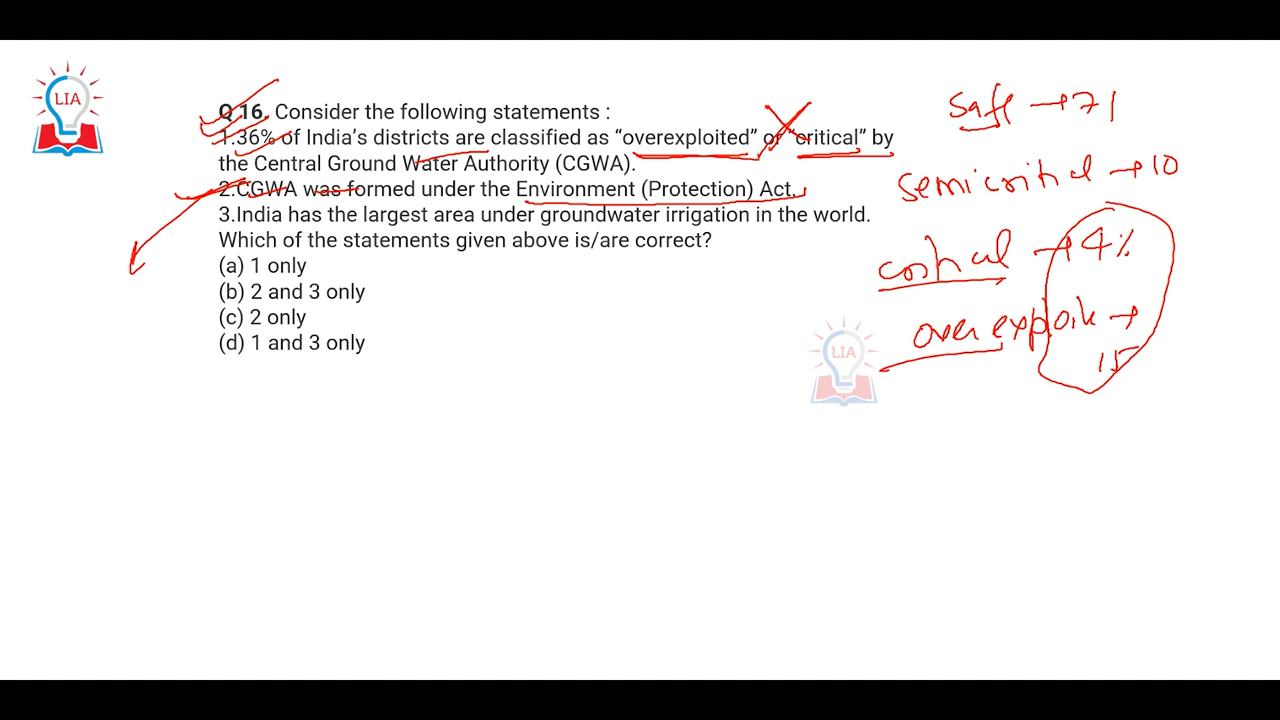 LIA
Q.16. Consider the following statements :
1.36% of India's districts are classified as “overexploited” or “critical” by
the Central Ground Water Authority (CGWA).
2.CGWA was formed under the Environment (Protection) Act.
3.India has the largest area under groundwater irrigation in the world.
Which of the statements given above is/are correct?
(a) 1 only
(b) 2 and 3 only
(c) 2 only
(d) 1 and 3 only
Safe → 71
Semicritical → 10
critical → 4%
over exploit →
15
LIA